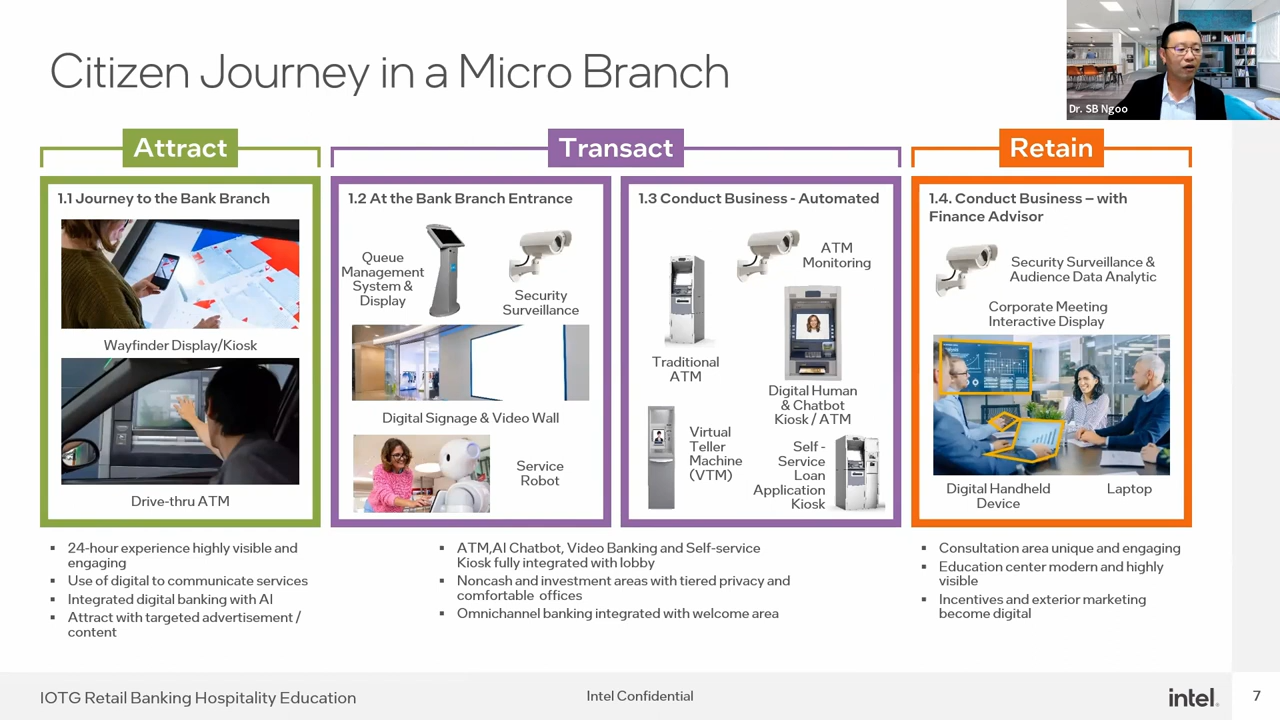 Citizen Journey in a Micro Branch
Dr. SB Ngoo
Attract
Transact
Retain
1.1 Journey to the Bank Branch
Wayfinder Display/Kiosk
Drive-thru ATM
1.2 At the Bank Branch Entrance
Queue
Management
System &
Display
Security
Surveillance
Digital Signage & Video Wall
Service
Robot
1.3 Conduct Business - Automated
ATM
Monitoring
Traditional
ATM
Digital Human
& Chatbot
Kiosk / ATM
Virtual
Teller
Machine
(VTM)
Self -
Service
Loan
Application
Kiosk
1.4. Conduct Business – with
Finance Advisor
Security Surveillance &
Audience Data Analytic
Corporate Meeting
Interactive Display
Digital Handheld
Device
Laptop
▪ 24-hour experience highly visible and
engaging
▪ Use of digital to communicate services
▪ Integrated digital banking with AI
▪ Attract with targeted advertisement /
content
▪ ATM,AI Chatbot, Video Banking and Self-service
Kiosk fully integrated with lobby
▪ Noncash and investment areas with tiered privacy and
comfortable offices
▪ Omnichannel banking integrated with welcome area
▪ Consultation area unique and engaging
▪ Education center modern and highly
visible
▪ Incentives and exterior marketing
become digital
IOTG Retail Banking Hospitality Education
Intel Confidential
intel.
7